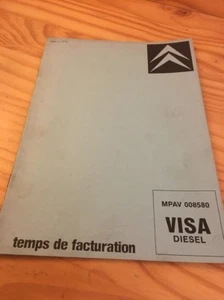 MPAV 008580
VISA
DIESEL
temps de facturation